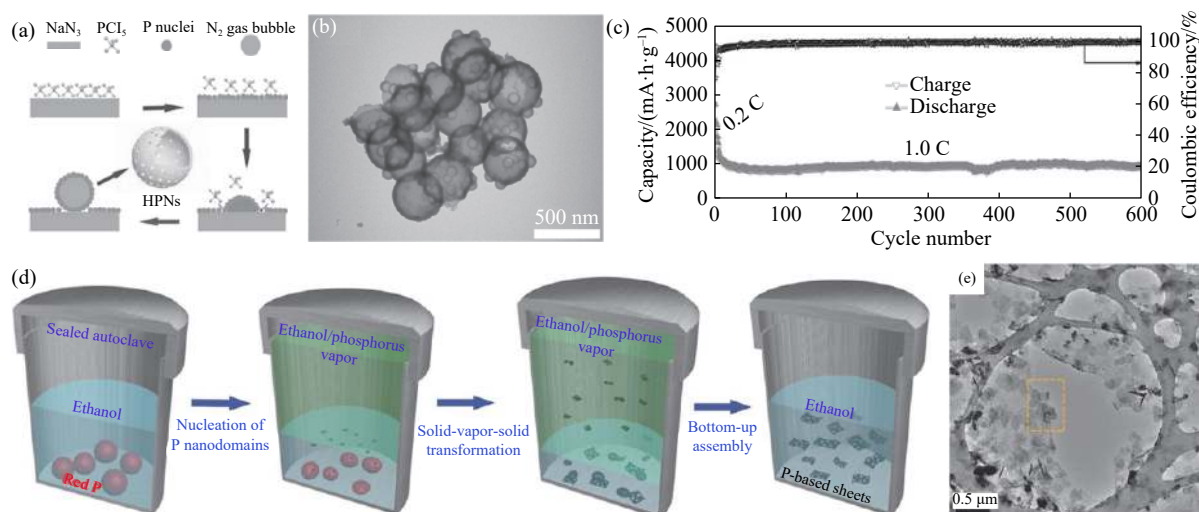 (a)
NaN3 PCl5 P nuclei N2 gas bubble
HPNs
(b)
500 nm
(c)
5000
4000
3000
2000
1000
0
Capacity/(mA·h·g–1)
0.2 C
Charge
Discharge
1.0 C
0 100 200 300 400 500 600
Cycle number
100
80
60
40
20
0
Coulombic efficiency/%
(d)
Sealed autoclave
Ethanol
Red P
Nucleation of
P nanodomains
Ethanol/phosphorus
vapor
Solid-vapor-solid
transformation
Ethanol/phosphorus
vapor
Bottom-up
assembly
Ethanol
P-based sheets
(e)
0.5 μm